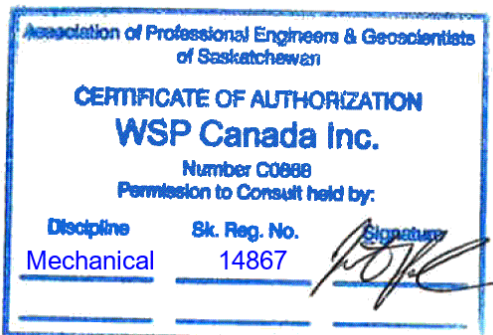 Association of Professional Engineers & Geoscientists
of Saskatchewan
CERTIFICATE OF AUTHORIZATION
WSP Canada Inc.
Number C0888
Permission to Consult held by:
Discipline Sk. Reg. No. Signature
Mechanical 14867